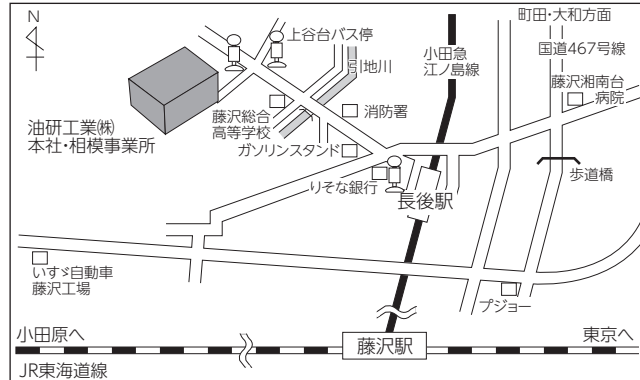 町田・大和方面
N
上谷台バス停
小田急
江ノ島線
国道467号線
引地川
藤沢湘南台
病院
藤沢総合
高等学校
消防署
油研工業㈱
本社・相模事業所
ガソリンスタンド
りそな銀行
歩道橋
長後駅
いすゞ自動車
藤沢工場
プジョー
小田原へ
藤沢駅
東京へ
JR東海道線